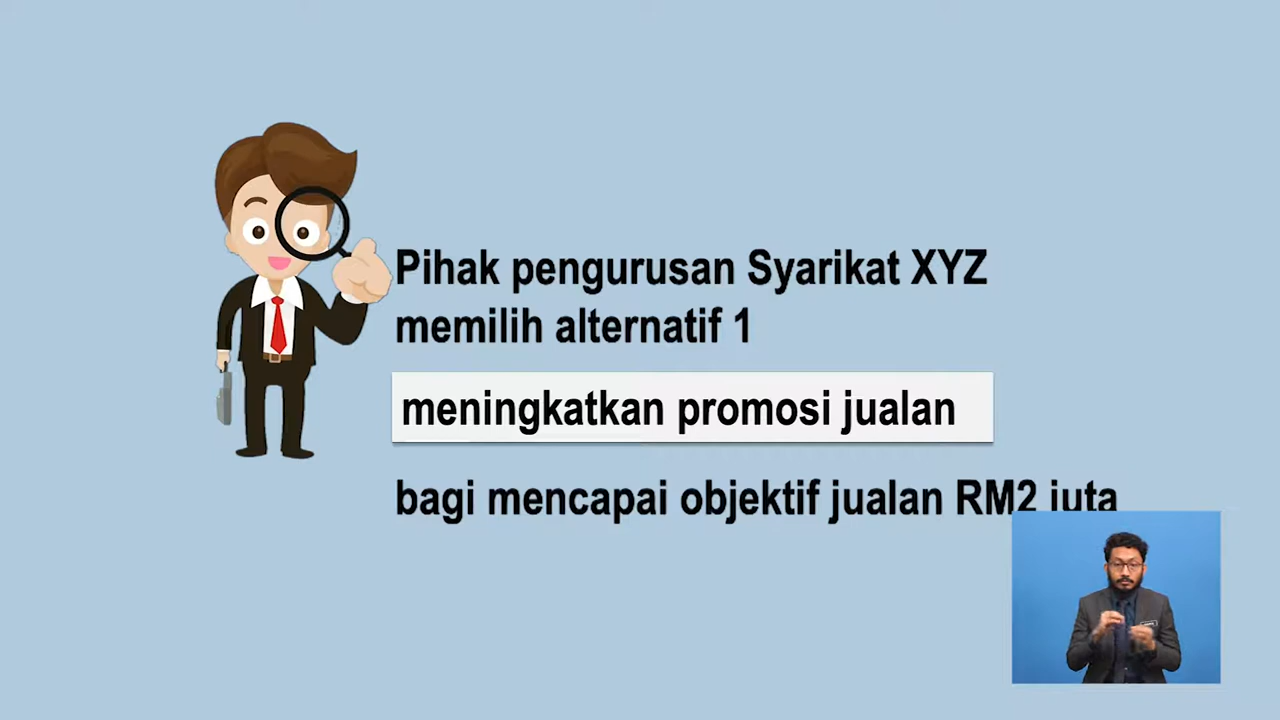 Pihak pengurusan Syarikat XYZ
memilih alternatif 1
meningkatkan promosi jualan
bagi mencapai objektif jualan RM2 juta